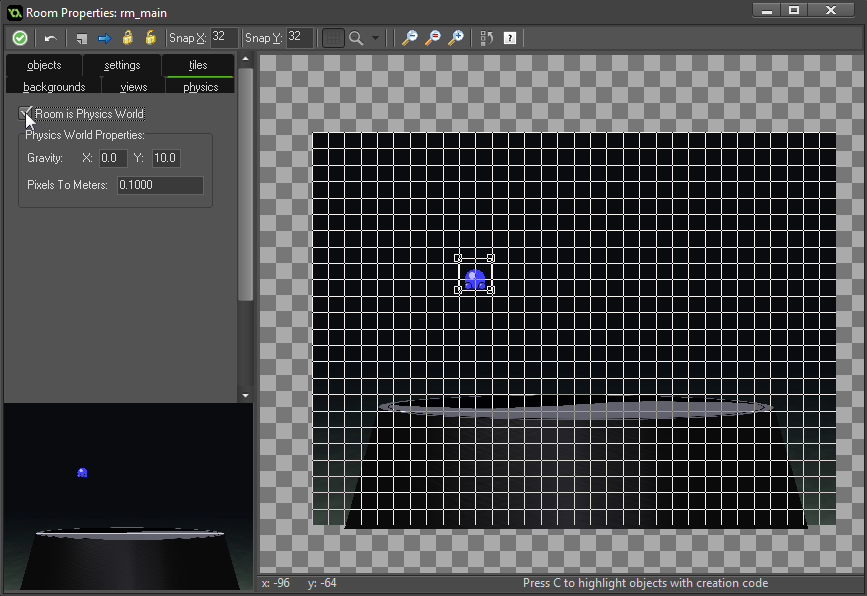 Room Properties: rm_main
Snap X: 32 Snap Y: 32 ?
objects settings tiles
backgrounds views physics
Room is Physics World
Physics World Properties:
Gravity: X: 0.0 Y: 10.0
Pixels To Meters: 0.1000
x: -96 y: -64 Press C to highlight objects with creation code